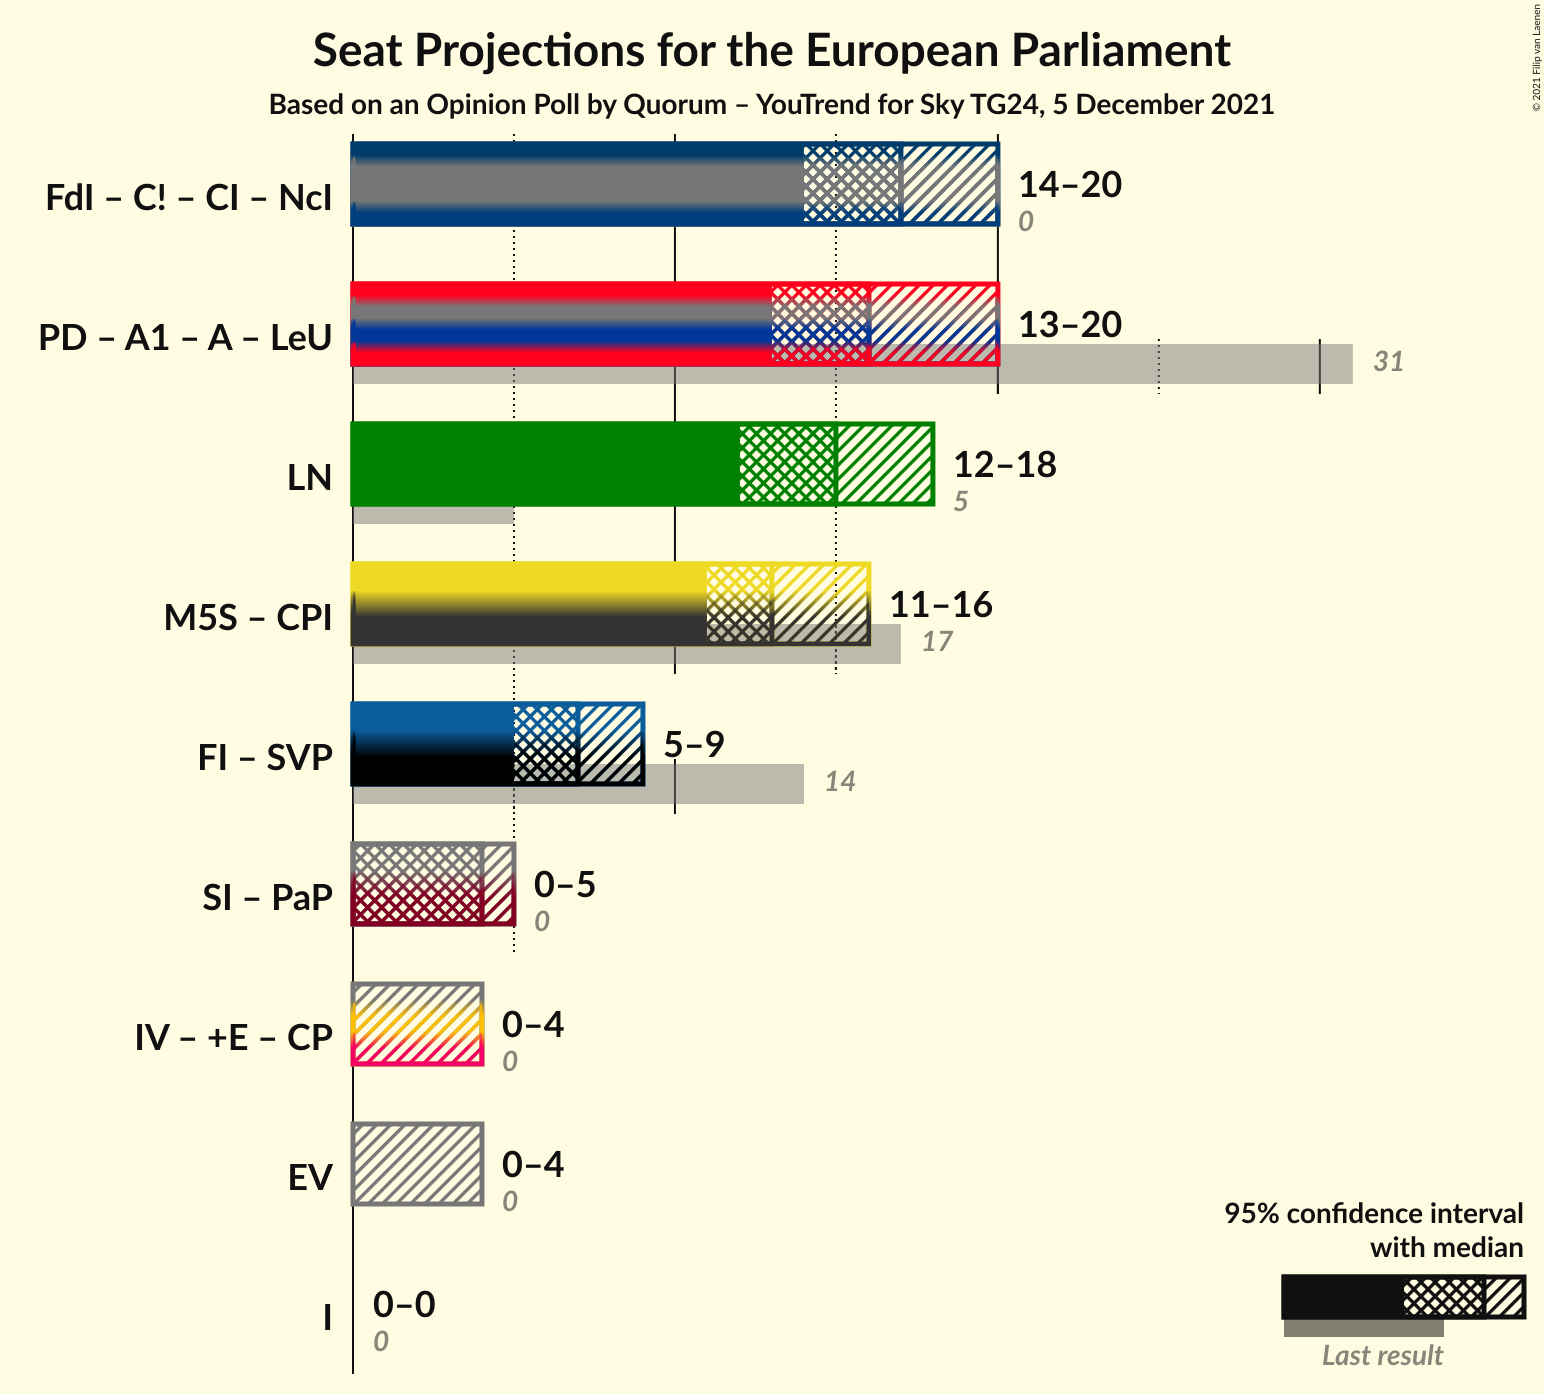 Seat Projections for the European Parliament
Based on an Opinion Poll by Quorum – YouTrend for Sky TG24, 5 December 2021
© 2021 Filip van Laenen
FdI – C! – CI – NcI
14–20
0
PD – A1 – A – LeU
13–20
31
LN
12–18
5
M5S – CPI
11–16
17
FI – SVP
5–9
14
SI – PaP
0–5
0
IV – +E – CP
0–4
0
EV
0–4
0
I
0–0
0
95% confidence interval
with median
Last result